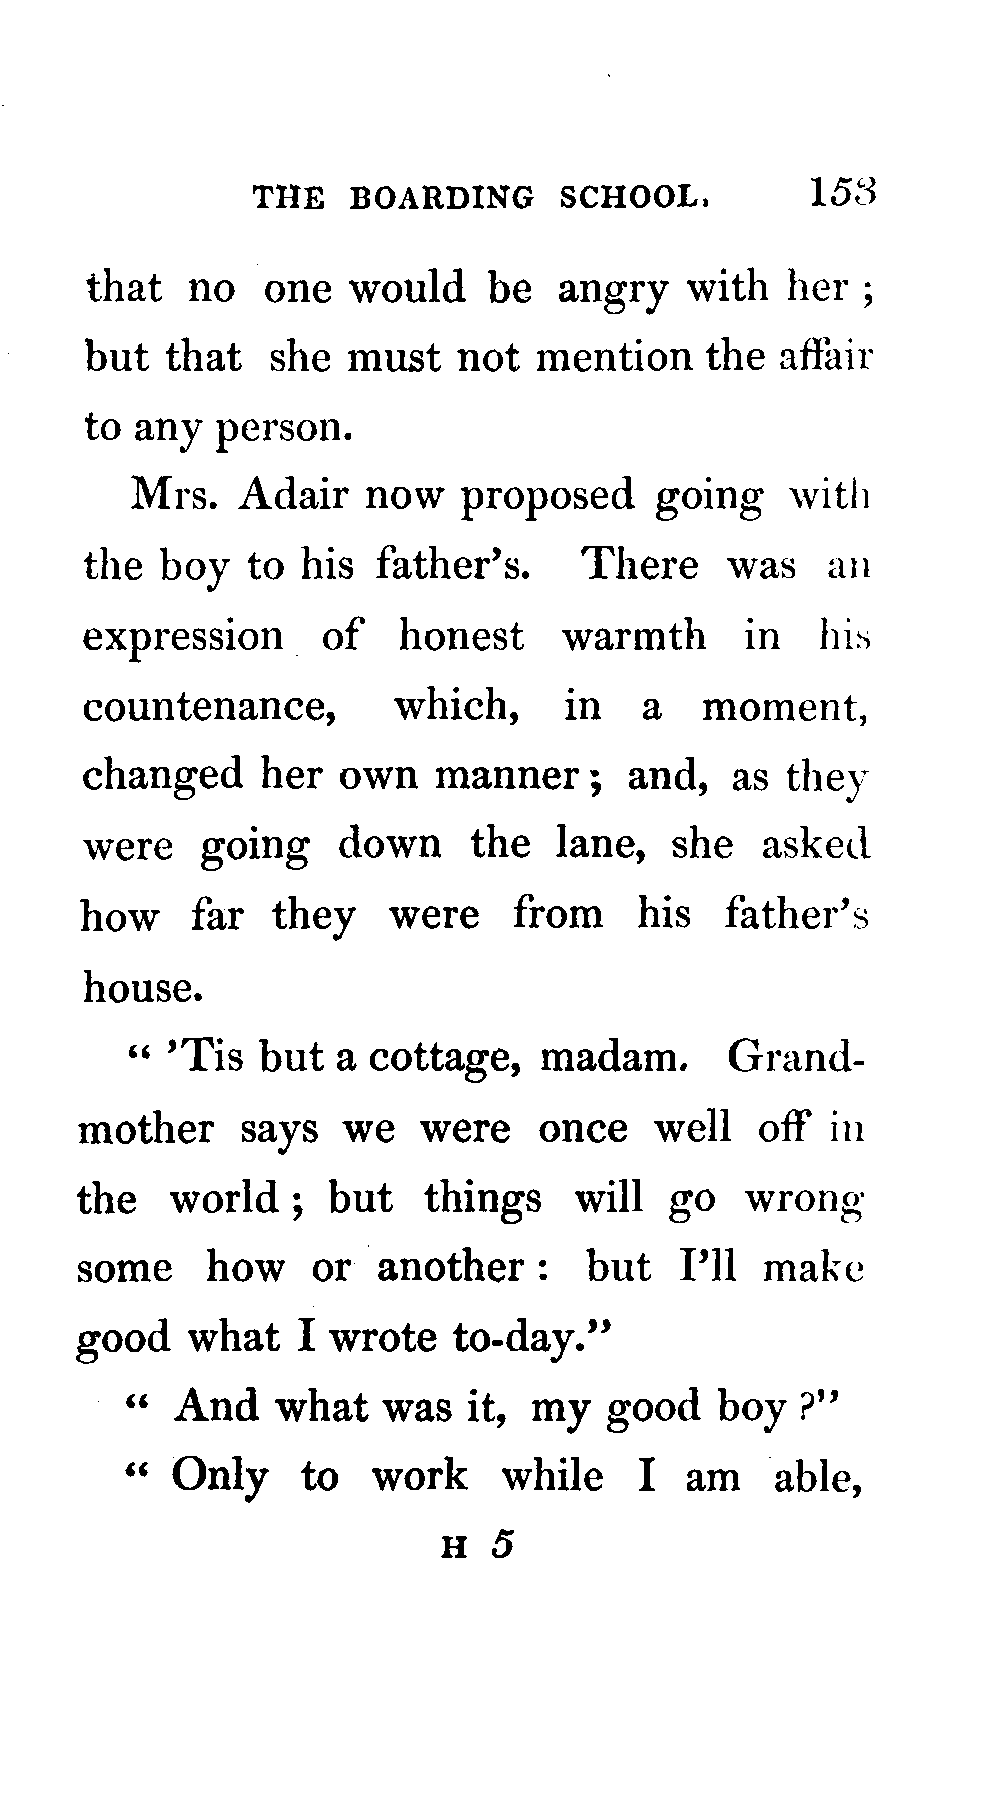 THE BOARDING SCHOOL. 153
that no one would be angry with her ;
but that she must not mention the affair
to any person.
Mrs. Adair now proposed going with
the boy to his father's. There was an
expression of honest warmth in his
countenance, which, in a moment,
changed her own manner ; and, as they
were going down the lane, she asked
how far they were from his father's
house.
“ 'Tis but a cottage, madam. Grand-
mother says we were once well off in
the world ; but things will go wrong
some how or another : but I'll make
good what I wrote to-day.”
“ And what was it, my good boy ?”
“ Only to work while I am able,
H 5